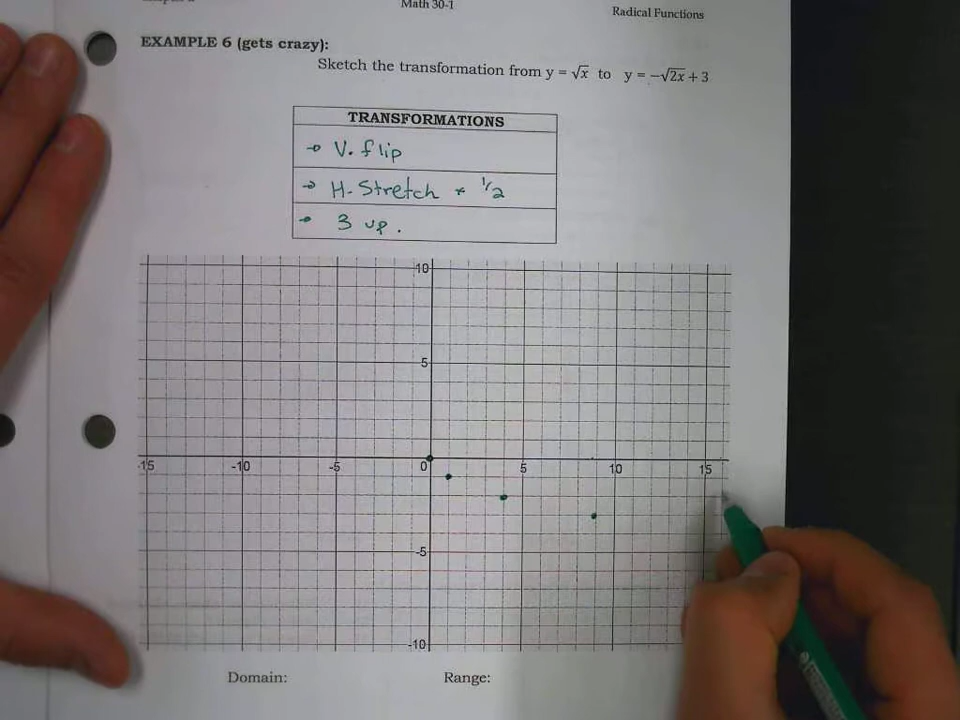 Math 30-1
Radical Functions
EXAMPLE 6 (gets crazy):
Sketch the transformation from y = √x to y = −√2x + 3
TRANSFORMATIONS
→ V. flip
→ H. Stretch * 1/2
→ 3 up.
10
5
-15 -10 -5 0 5 10 15
-5
-10
Domain: Range: